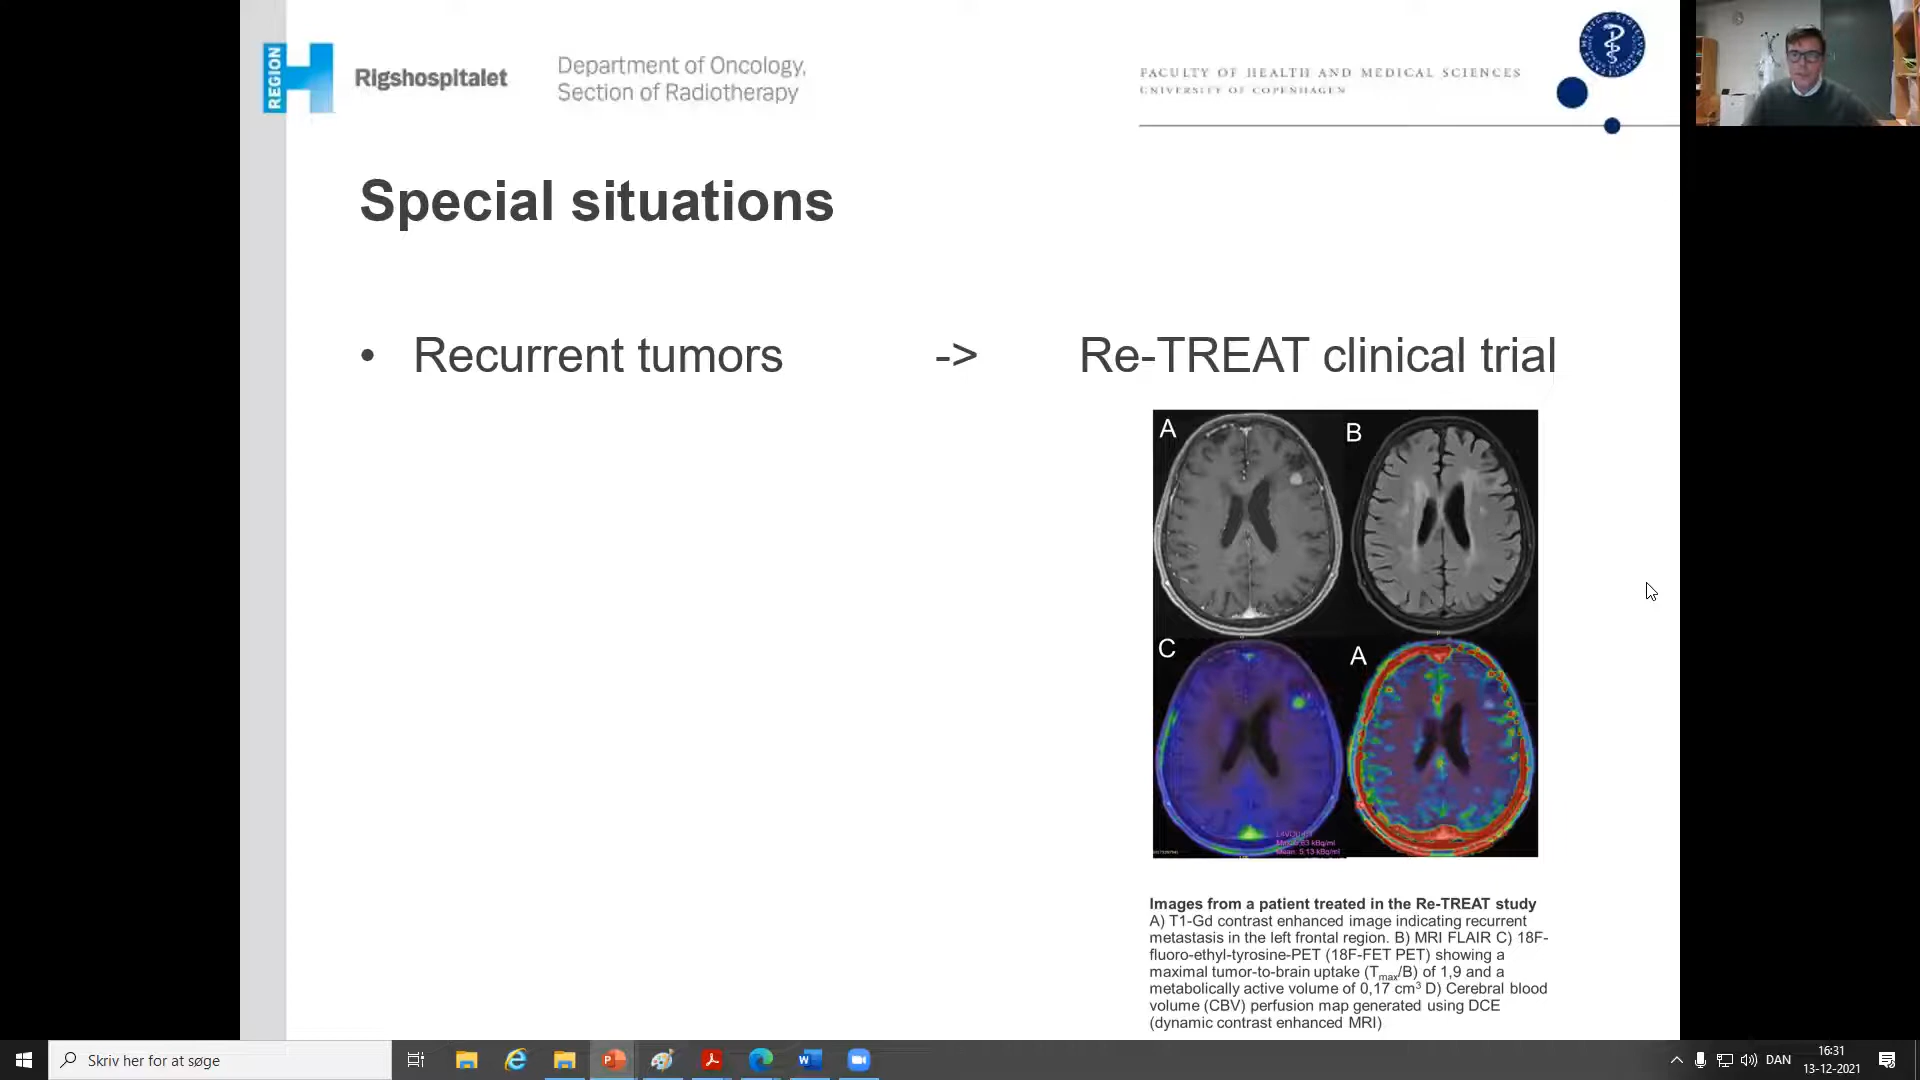 REGION
Rigshospitalet
Department of Oncology,
Section of Radiotherapy
FACULTY OF HEALTH AND MEDICAL SCIENCES
UNIVERSITY OF COPENHAGEN
Special situations
• Recurrent tumors -> Re-TREAT clinical trial
A
B
C
A
Mean: 5.13 kBq/ml
Images from a patient treated in the Re-TREAT study
A) T1-Gd contrast enhanced image indicating recurrent
metastasis in the left frontal region. B) MRI FLAIR C) 18F-
fluoro-ethyl-tyrosine-PET (18F-FET PET) showing a
maximal tumor-to-brain uptake (Tmax/B) of 1,9 and a
metabolically active volume of 0,17 cm³ D) Cerebral blood
volume (CBV) perfusion map generated using DCE
(dynamic contrast enhanced MRI)
Skriv her for at søge
DAN
16:31
13-12-2021